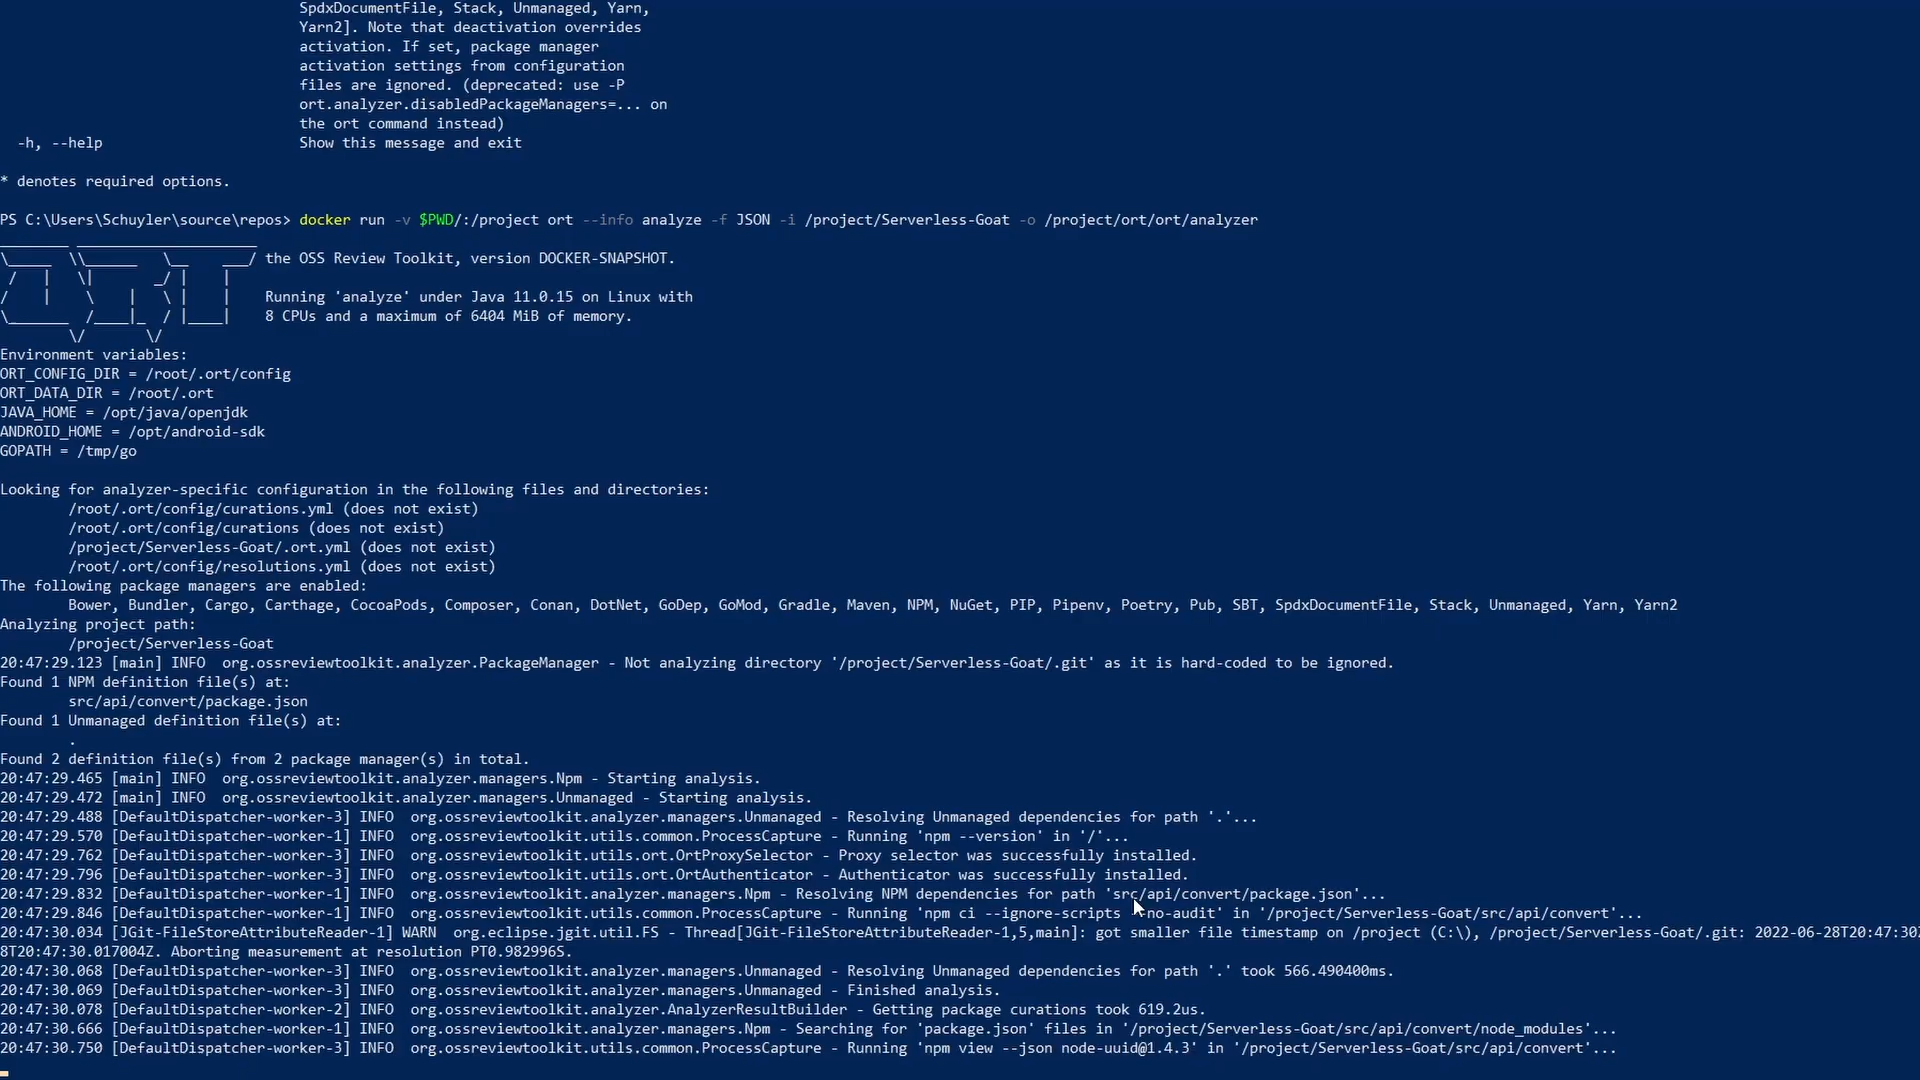 SpdxDocumentFile, Stack, Unmanaged, Yarn,
Yarn2]. Note that deactivation overrides
activation. If set, package manager
activation settings from configuration
files are ignored. (deprecated: use -P
ort.analyzer.disabledPackageManagers=... on
the ort command instead)
-h, --help Show this message and exit
* denotes required options.
PS C:\Users\Schuyler\source\repos> docker run -v $PWD/:/project ort --info analyze -f JSON -i /project/Serverless-Goat -o /project/ort/ort/analyzer
the OSS Review Toolkit, version DOCKER-SNAPSHOT.
Running 'analyze' under Java 11.0.15 on Linux with
8 CPUs and a maximum of 6404 MiB of memory.
Environment variables:
ORT_CONFIG_DIR = /root/.ort/config
ORT_DATA_DIR = /root/.ort
JAVA_HOME = /opt/java/openjdk
ANDROID_HOME = /opt/android-sdk
GOPATH = /tmp/go
Looking for analyzer-specific configuration in the following files and directories:
/root/.ort/config/curations.yml (does not exist)
/root/.ort/config/curations (does not exist)
/project/Serverless-Goat/.ort.yml (does not exist)
/root/.ort/config/resolutions.yml (does not exist)
The following package managers are enabled:
Bower, Bundler, Cargo, Carthage, CocoaPods, Composer, Conan, DotNet, GoDep, GoMod, Gradle, Maven, NPM, NuGet, PIP, Pipenv, Poetry, Pub, SBT, SpdxDocumentFile, Stack, Unmanaged, Yarn, Yarn2
Analyzing project path:
/project/Serverless-Goat
20:47:29.123 [main] INFO  org.ossreviewtoolkit.analyzer.PackageManager - Not analyzing directory '/project/Serverless-Goat/.git' as it is hard-coded to be ignored.
Found 1 NPM definition file(s) at:
src/api/convert/package.json
Found 1 Unmanaged definition file(s) at:
.
Found 2 definition file(s) from 2 package manager(s) in total.
20:47:29.465 [main] INFO  org.ossreviewtoolkit.analyzer.managers.Npm - Starting analysis.
20:47:29.472 [main] INFO  org.ossreviewtoolkit.analyzer.managers.Unmanaged - Starting analysis.
20:47:29.488 [DefaultDispatcher-worker-3] INFO  org.ossreviewtoolkit.analyzer.managers.Unmanaged - Resolving Unmanaged dependencies for path '.'...
20:47:29.570 [DefaultDispatcher-worker-1] INFO  org.ossreviewtoolkit.utils.common.ProcessCapture - Running 'npm --version' in '/'...
20:47:29.762 [DefaultDispatcher-worker-3] INFO  org.ossreviewtoolkit.utils.ort.OrtProxySelector - Proxy selector was successfully installed.
20:47:29.796 [DefaultDispatcher-worker-3] INFO  org.ossreviewtoolkit.utils.ort.OrtAuthenticator - Authenticator was successfully installed.
20:47:29.832 [DefaultDispatcher-worker-1] INFO  org.ossreviewtoolkit.analyzer.managers.Npm - Resolving NPM dependencies for path 'src/api/convert/package.json'...
20:47:29.846 [DefaultDispatcher-worker-1] INFO  org.ossreviewtoolkit.utils.common.ProcessCapture - Running 'npm ci --ignore-scripts --no-audit' in '/project/Serverless-Goat/src/api/convert'...
20:47:30.034 [JGit-FileStoreAttributeReader-1] WARN  org.eclipse.jgit.util.FS - Thread[JGit-FileStoreAttributeReader-1,5,main]: got smaller file timestamp on /project (C:\), /project/Serverless-Goat/.git: 2022-06-28T20:47:30
8T20:47:30.017004Z. Aborting measurement at resolution PT0.982996S.
20:47:30.068 [DefaultDispatcher-worker-3] INFO  org.ossreviewtoolkit.analyzer.managers.Unmanaged - Resolving Unmanaged dependencies for path '.' took 566.490400ms.
20:47:30.069 [DefaultDispatcher-worker-3] INFO  org.ossreviewtoolkit.analyzer.managers.Unmanaged - Finished analysis.
20:47:30.078 [DefaultDispatcher-worker-2] INFO  org.ossreviewtoolkit.analyzer.AnalyzerResultBuilder - Getting package curations took 619.2us.
20:47:30.666 [DefaultDispatcher-worker-1] INFO  org.ossreviewtoolkit.analyzer.managers.Npm - Searching for 'package.json' files in '/project/Serverless-Goat/src/api/convert/node_modules'...
20:47:30.750 [DefaultDispatcher-worker-3] INFO  org.ossreviewtoolkit.utils.common.ProcessCapture - Running 'npm view --json node-uuid@1.4.3' in '/project/Serverless-Goat/src/api/convert'...